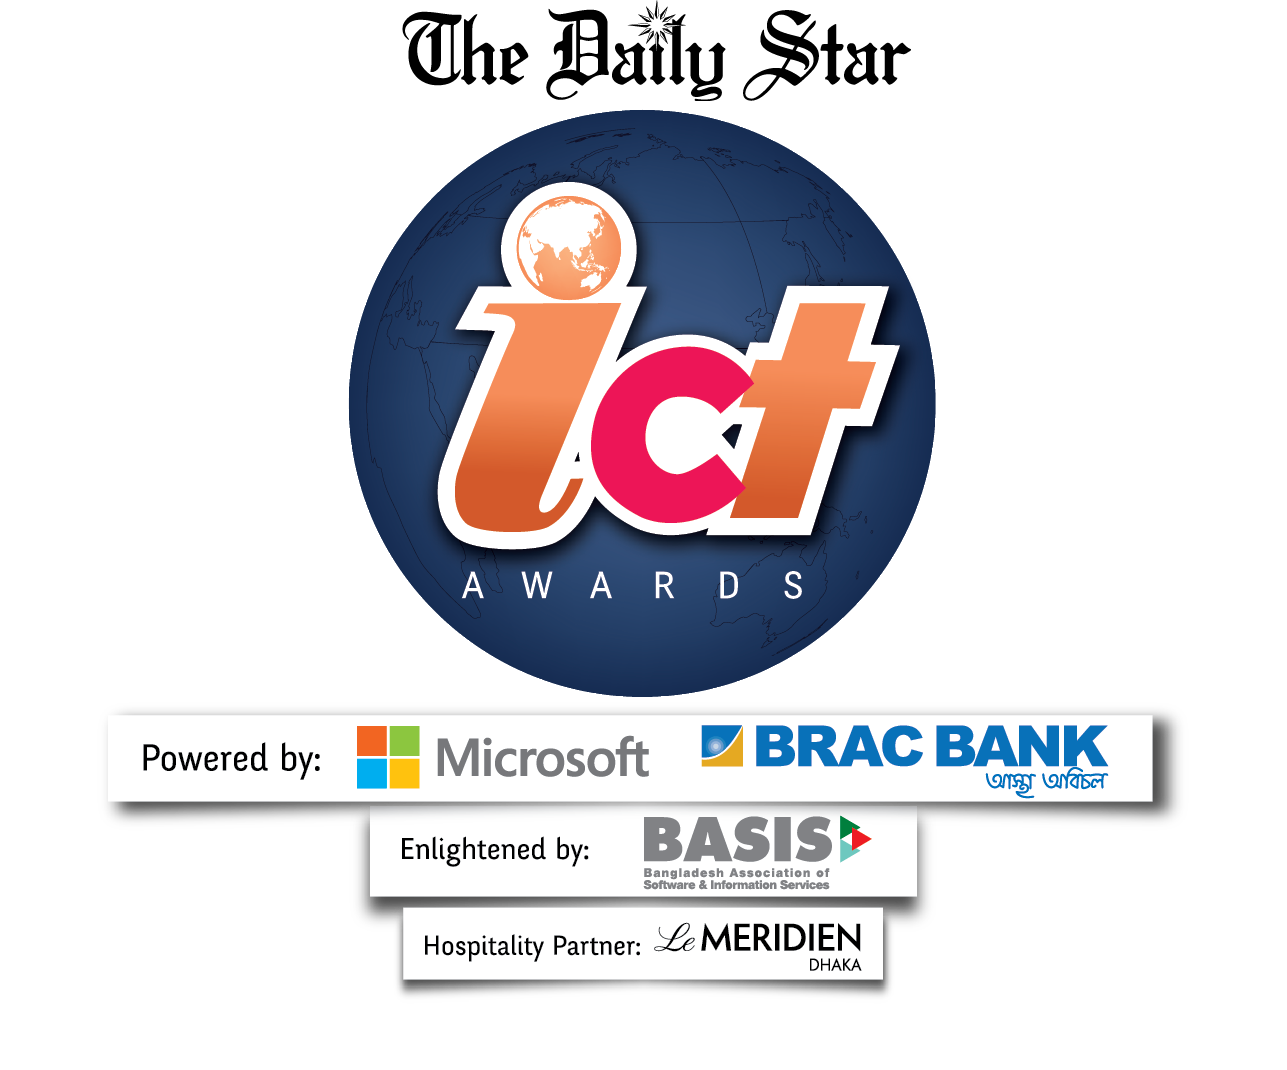 The Daily Star
ict
AWARDS
Powered by: Microsoft BRAC BANK
আস্থা অবিচল
Enlightened by: BASIS
Bangladesh Association of
Software & Information Services
Hospitality Partner: Le MERIDIEN
DHAKA